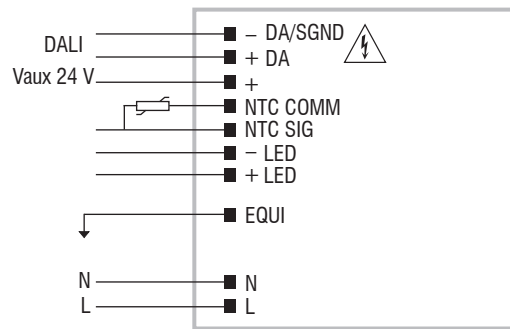 DALI
– DA/SGND
+ DA
Vaux 24 V
+
NTC COMM
NTC SIG
– LED
+ LED
EQUI
N
N
L
L